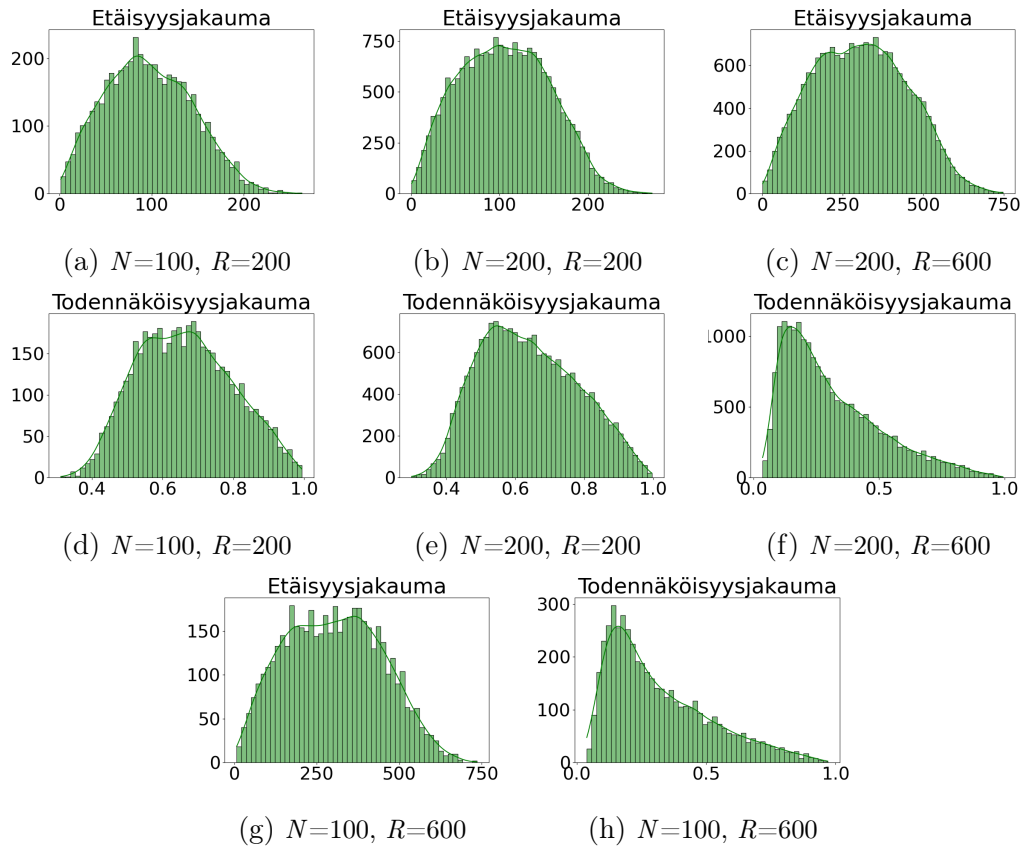 Etäisyysjakauma
200
100
0
0 100 200
(a) N=100, R=200
Etäisyysjakauma
750
500
250
0
0 100 200
(b) N=200, R=200
Etäisyysjakauma
600
400
200
0
0 250 500 750
(c) N=200, R=600
Todennäköisyysjakauma
150
100
50
0
0.4 0.6 0.8 1.0
(d) N=100, R=200
Todennäköisyysjakauma
600
400
200
0
0.4 0.6 0.8 1.0
(e) N=200, R=200
Todennäköisyysjakauma
1000
500
0
0.0 0.5 1.0
(f) N=200, R=600
Etäisyysjakauma
150
100
50
0
0 250 500 750
(g) N=100, R=600
Todennäköisyysjakauma
300
200
100
0
0.0 0.5 1.0
(h) N=100, R=600